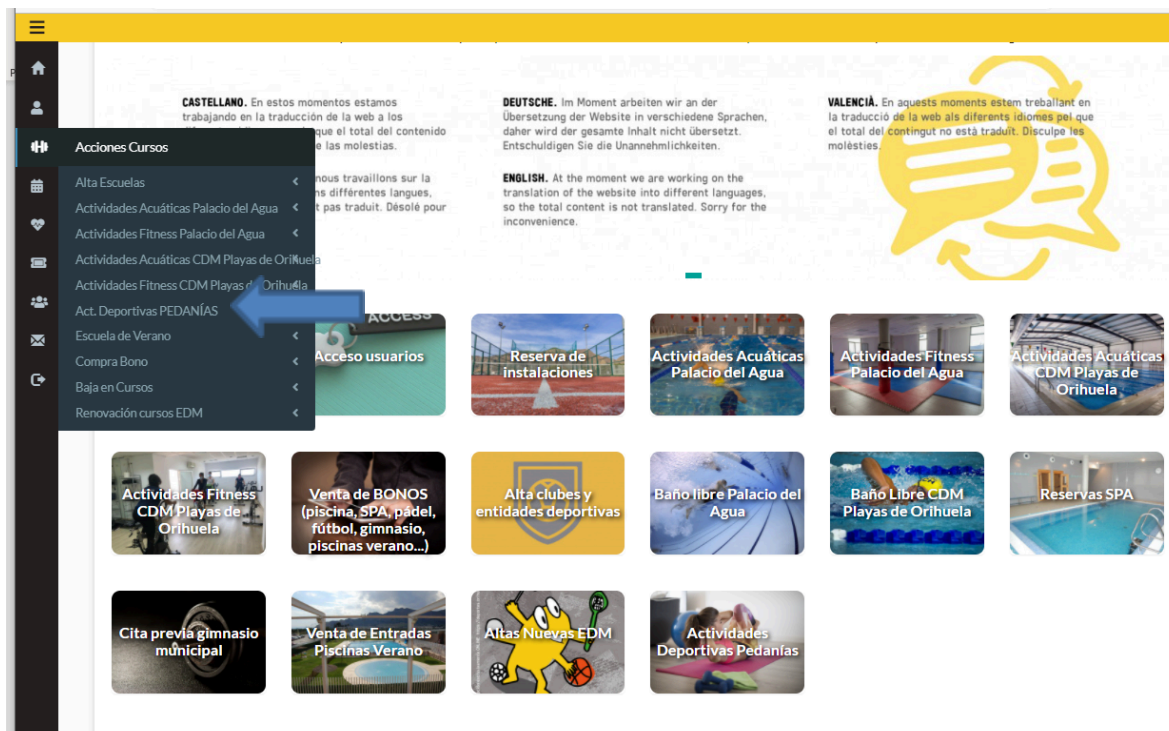 CASTELLANO. En estos momentos estamos
trabajando en la traducción de la web a los
que el total del contenido
las molestias.
nous travaillons sur la
ns différentes langues,
t pas traduit. Désolé pour
DEUTSCHE. Im Moment arbeiten wir an der
Übersetzung der Website in verschiedene Sprachen,
daher wird der gesamte Inhalt nicht übersetzt.
Entschuldigen Sie die Unannehmlichkeiten.
ENGLISH. At the moment we are working on the
translation of the website into different languages,
so the total content is not translated. Sorry for the
inconvenience.
VALENCIÀ. En aquests moments estem treballant en
la traducció de la web als diferents idiomes pel que
el total del contingut no està traduit. Disculpe les
molèsties.
Acciones Cursos
Alta Escuelas
Actividades Acuáticas Palacio del Agua
Actividades Fitness Palacio del Agua
Actividades Acuáticas CDM Playas de Orihuela
Actividades Fitness CDM Playas de Orihuela
Act. Deportivas PEDANÍAS
Escuela de Verano
Compra Bono
Baja en Cursos
Renovación cursos EDM
ACCESS
Acceso usuarios
Reserva de
instalaciones
Actividades Acuáticas
Palacio del Agua
Actividades Fitness
Palacio del Agua
Actividades Acuáticas
CDM Playas de
Orihuela
Actividades Fitness
CDM Playas de
Orihuela
Venta de BONOS
(piscina, SPA, pádel,
fútbol, gimnasio,
piscinas verano...)
Alta clubes y
entidades deportivas
Baño libre Palacio del
Agua
Baño Libre CDM
Playas de Orihuela
Reservas SPA
Cita previa gimnasio
municipal
Venta de Entradas
Piscinas Verano
Altas Nuevas EDM
Actividades
Deportivas Pedanías